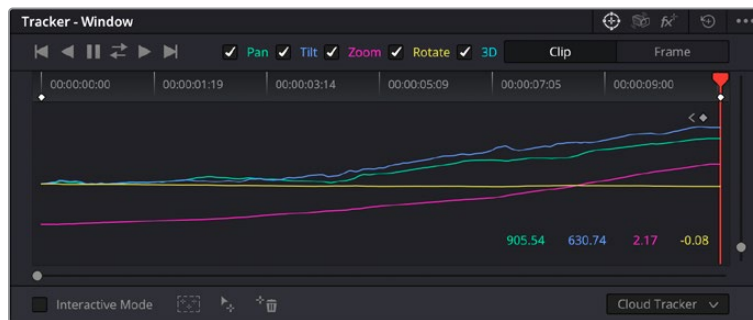 Tracker - Window
Pan Tilt Zoom Rotate 3D Clip Frame
00:00:00:00 00:00:01:19 00:00:03:14 00:00:05:09 00:00:07:05 00:00:09:00
905.54 630.74 2.17 -0.08
Interactive Mode Cloud Tracker